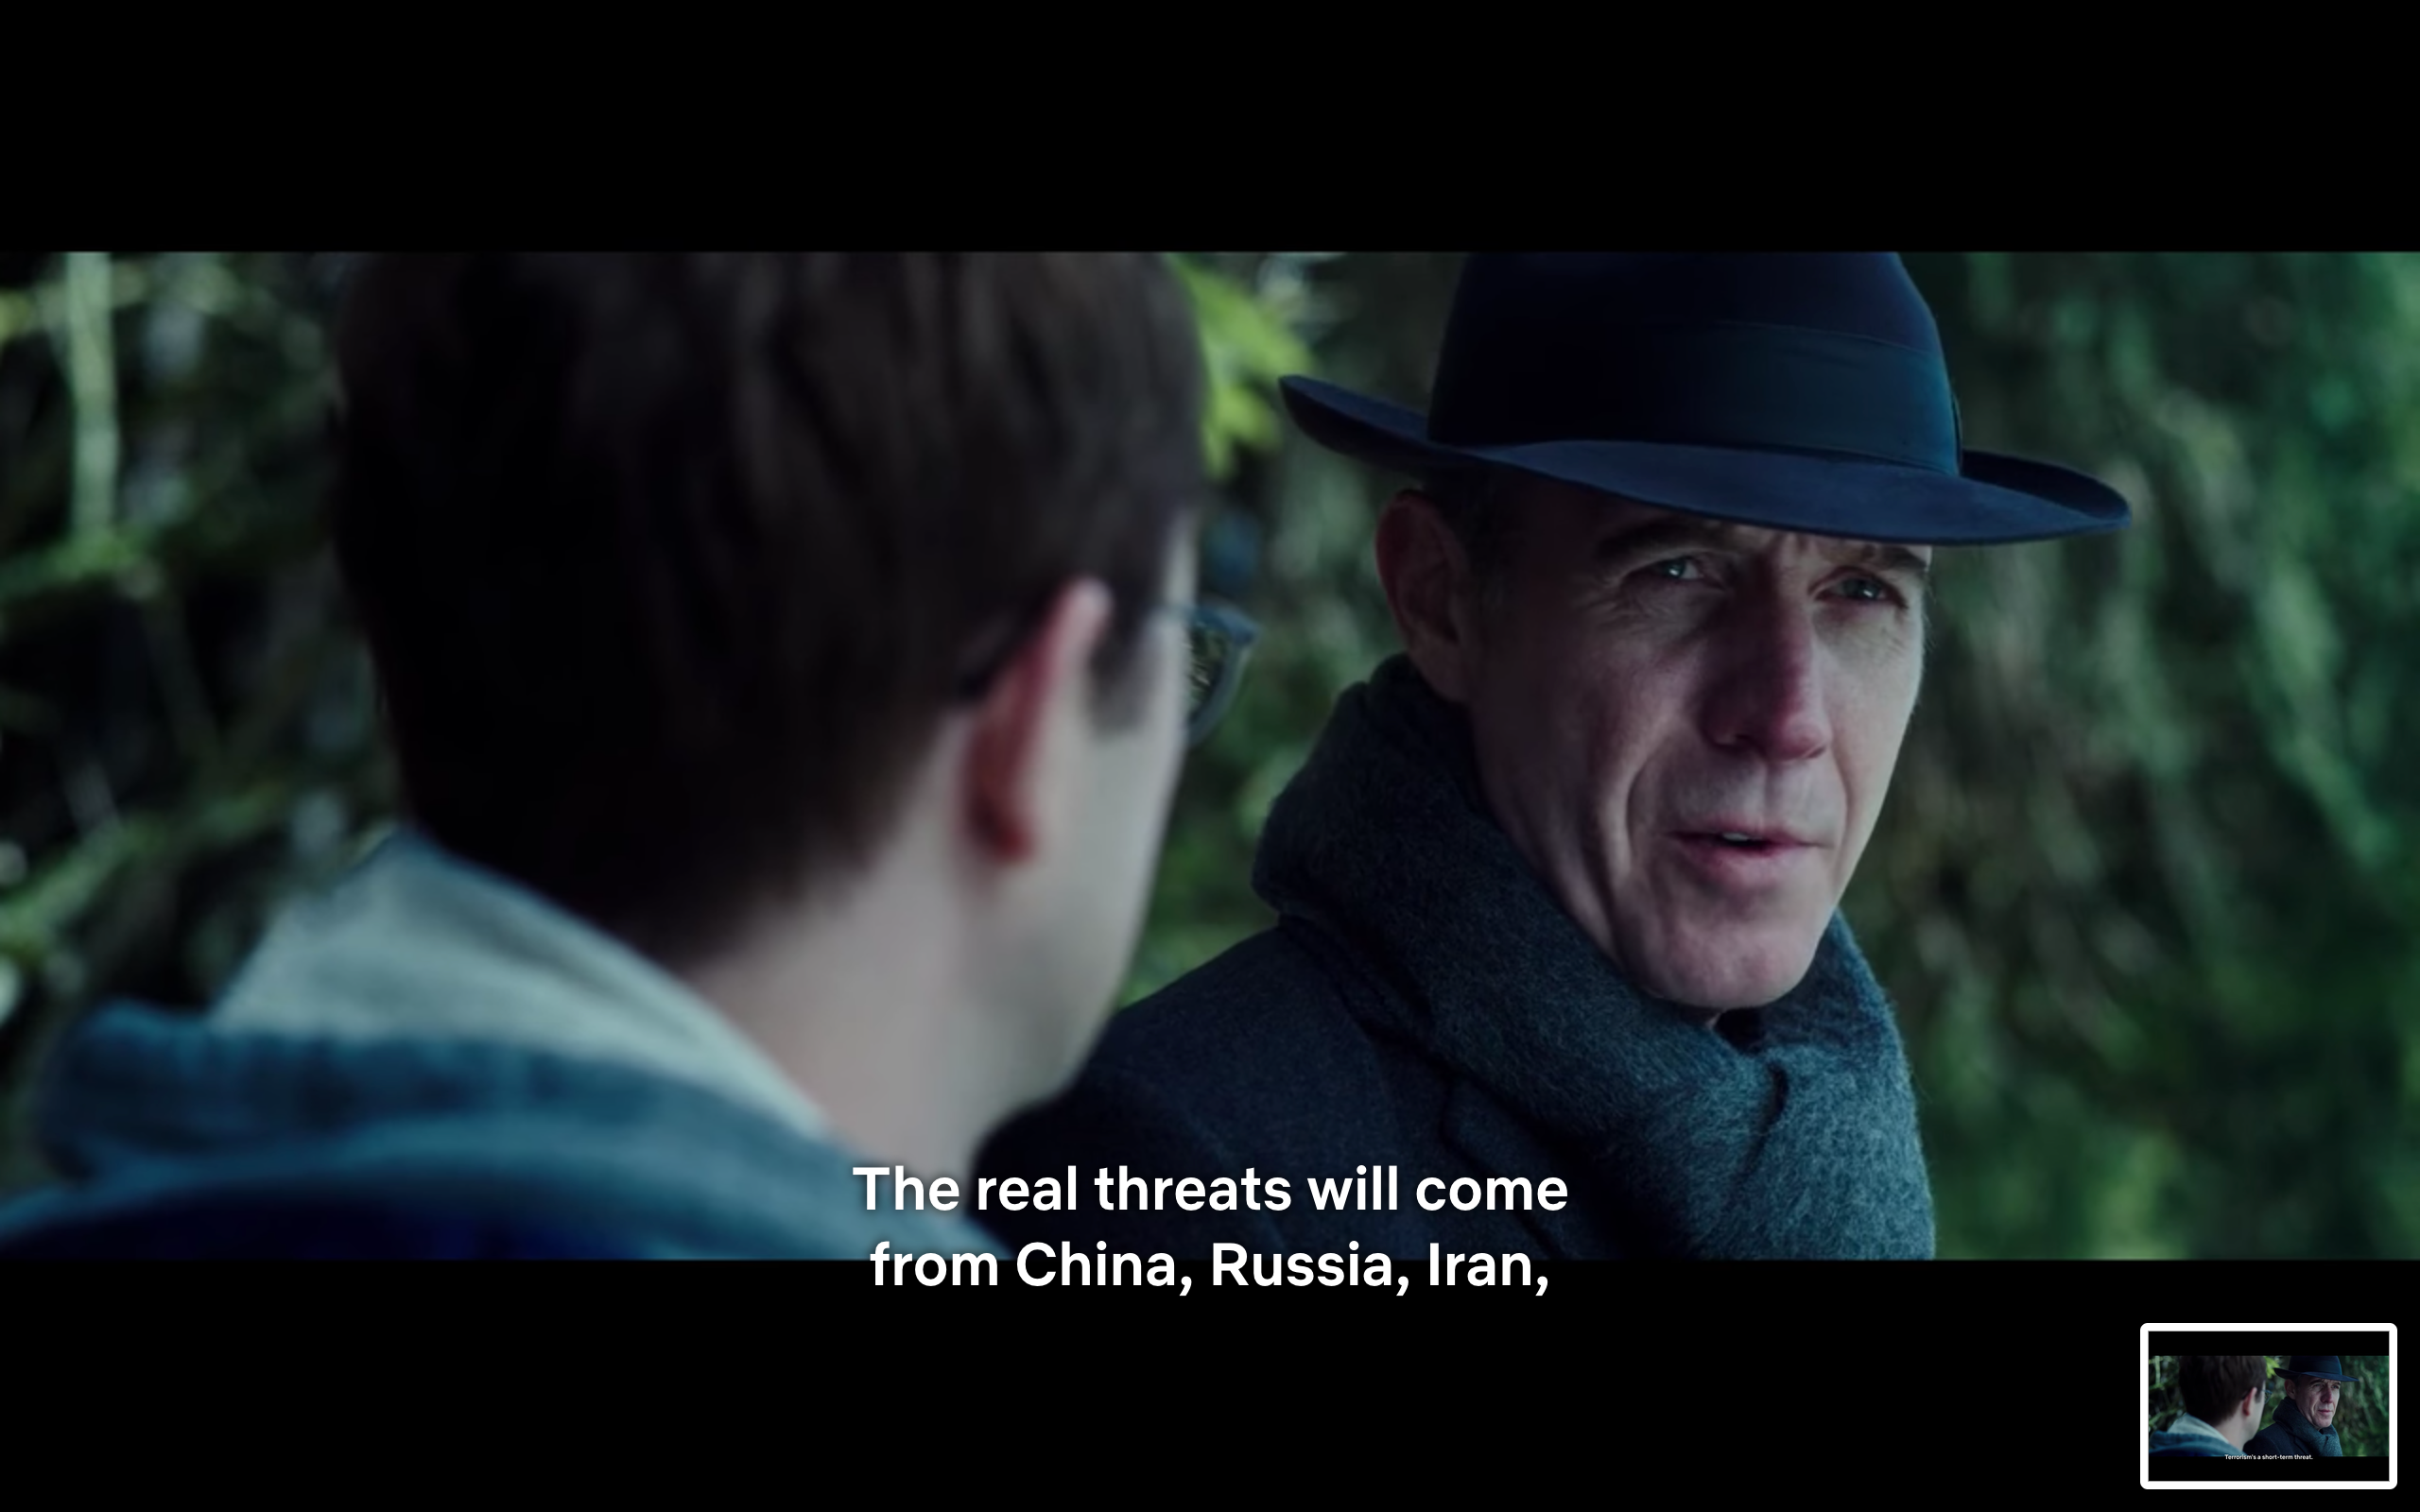 The real threats will come
from China, Russia, Iran,
Terrorism's a short-term threat.